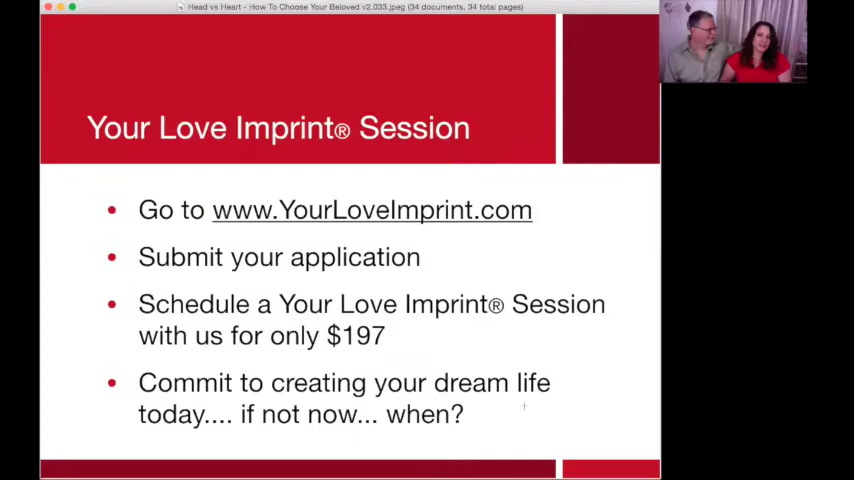 Head vs Heart - How To Choose Your Beloved v2.033.jpeg (34 documents, 34 total pages)
Your Love Imprint® Session
• Go to www.YourLoveImprint.com
• Submit your application
• Schedule a Your Love Imprint® Session
with us for only $197
• Commit to creating your dream life
today.... if not now... when?